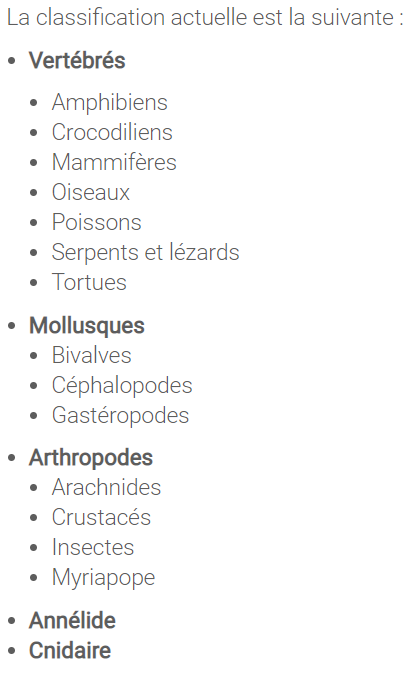 La classification actuelle est la suivante :
• Vertébrés
• Amphibiens
• Crocodiliens
• Mammifères
• Oiseaux
• Poissons
• Serpents et lézards
• Tortues
• Mollusques
• Bivalves
• Céphalopodes
• Gastéropodes
• Arthropodes
• Arachnides
• Crustacés
• Insectes
• Myriapope
• Annélide
• Cnidaire